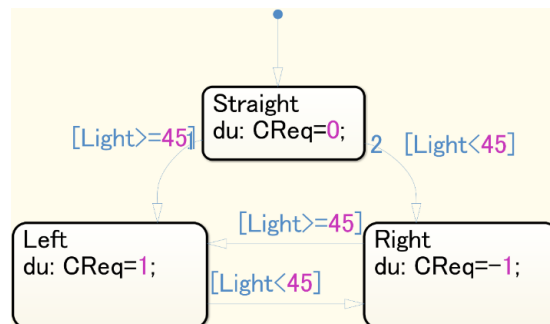 Straight
du: CReq=0;
[Light>=45]
1
2
[Light<45]
[Light>=45]
Left
du: CReq=1;
Right
du: CReq=-1;
[Light<45]